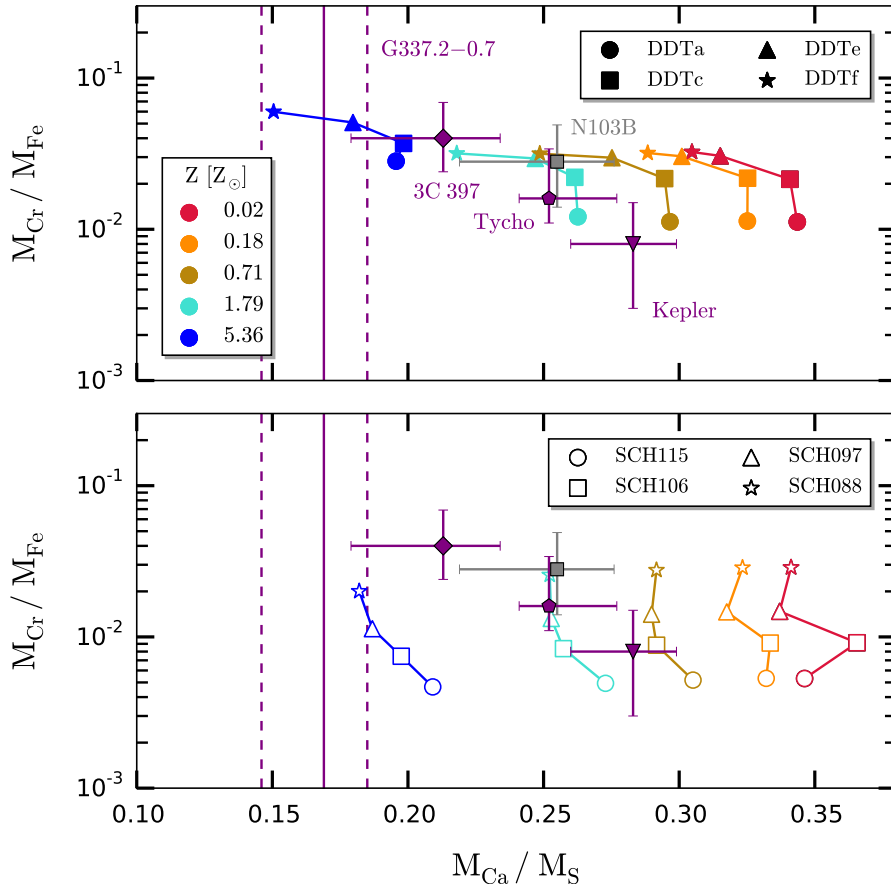 G337.2−0.7
DDTa
DDTe
DDTc
DDTf
N103B
3C 397
Tycho
Kepler
Z [Z⊙]
0.02
0.18
0.71
1.79
5.36
10⁻¹
10⁻²
10⁻³
M_Cr / M_Fe
SCH115
SCH097
SCH106
SCH088
10⁻¹
10⁻²
10⁻³
M_Cr / M_Fe
0.10 0.15 0.20 0.25 0.30 0.35
M_Ca / M_S